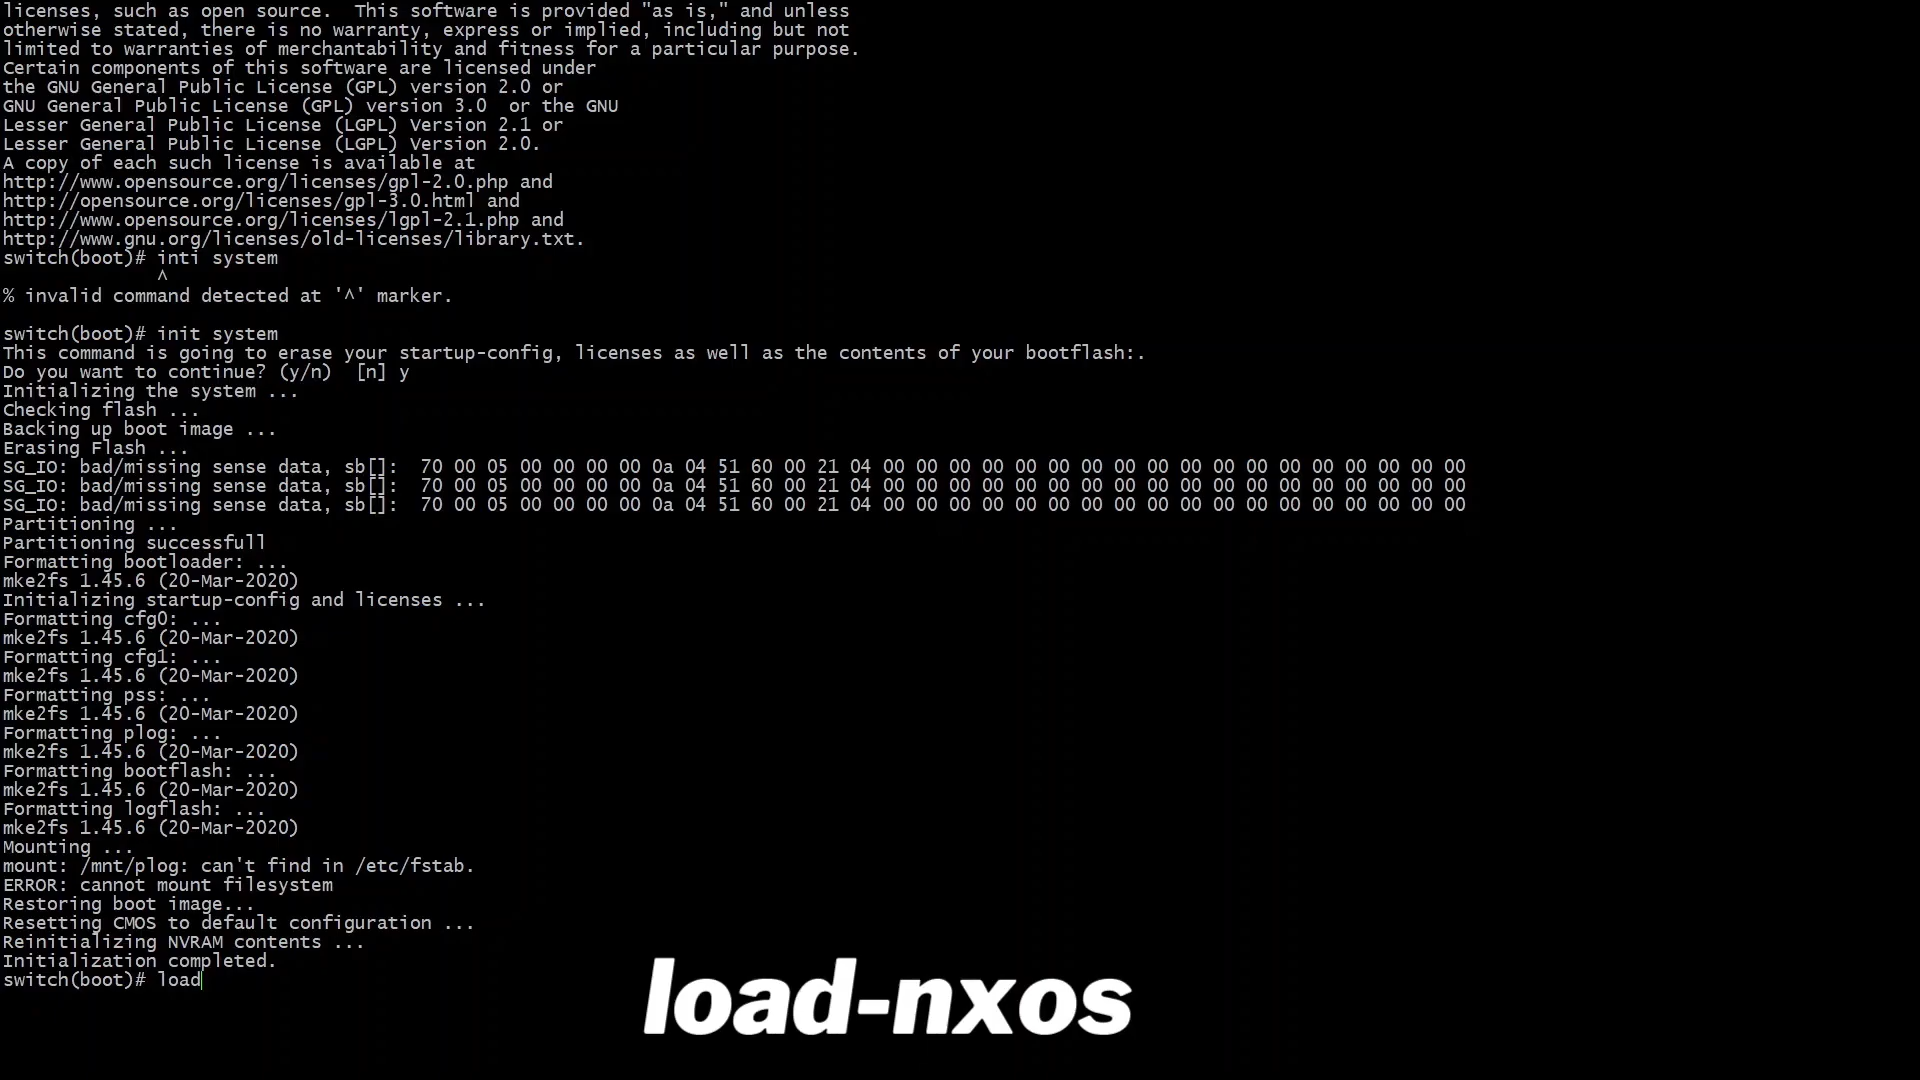 licenses, such as open source.  This software is provided "as is," and unless
otherwise stated, there is no warranty, express or implied, including but not
limited to warranties of merchantability and fitness for a particular purpose.
Certain components of this software are licensed under
the GNU General Public License (GPL) version 2.0 or
GNU General Public License (GPL) version 3.0  or the GNU
Lesser General Public License (LGPL) Version 2.1 or
Lesser General Public License (LGPL) Version 2.0.
A copy of each such license is available at
http://www.opensource.org/licenses/gpl-2.0.php and
http://opensource.org/licenses/gpl-3.0.html and
http://www.opensource.org/licenses/lgpl-2.1.php and
http://www.gnu.org/licenses/old-licenses/library.txt.
switch(boot)# inti system
^
% invalid command detected at '^' marker.
switch(boot)# init system
This command is going to erase your startup-config, licenses as well as the contents of your bootflash:.
Do you want to continue? (y/n)  [n] y
Initializing the system ...
Checking flash ...
Backing up boot image ...
Erasing Flash ...
SG_IO: bad/missing sense data, sb[]:  70 00 05 00 00 00 00 0a 04 51 60 00 21 04 00 00 00 00 00 00 00 00 00 00 00 00 00 00 00 00 00 00
SG_IO: bad/missing sense data, sb[]:  70 00 05 00 00 00 00 0a 04 51 60 00 21 04 00 00 00 00 00 00 00 00 00 00 00 00 00 00 00 00 00 00
SG_IO: bad/missing sense data, sb[]:  70 00 05 00 00 00 00 0a 04 51 60 00 21 04 00 00 00 00 00 00 00 00 00 00 00 00 00 00 00 00 00 00
Partitioning ...
Partitioning successfull
Formatting bootloader: ...
mke2fs 1.45.6 (20-Mar-2020)
Initializing startup-config and licenses ...
Formatting cfg0: ...
mke2fs 1.45.6 (20-Mar-2020)
Formatting cfg1: ...
mke2fs 1.45.6 (20-Mar-2020)
Formatting pss: ...
mke2fs 1.45.6 (20-Mar-2020)
Formatting plog: ...
mke2fs 1.45.6 (20-Mar-2020)
Formatting bootflash: ...
mke2fs 1.45.6 (20-Mar-2020)
Formatting logflash: ...
mke2fs 1.45.6 (20-Mar-2020)
Mounting ...
mount: /mnt/plog: can't find in /etc/fstab.
ERROR: cannot mount filesystem
Restoring boot image...
Resetting CMOS to default configuration ...
Reinitializing NVRAM contents ...
Initialization completed.
switch(boot)# load
load-nxos